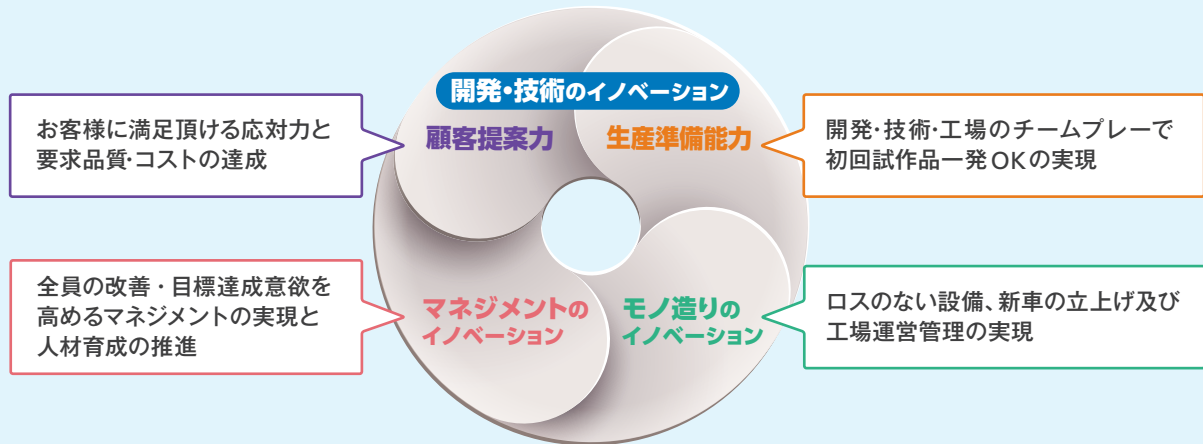 開発・技術のイノベーション
顧客提案力
生産準備能力
お客様に満足頂ける応対力と
要求品質・コストの達成
開発・技術・工場のチームプレーで
初回試作品一発OKの実現
全員の改善・目標達成意欲を
高めるマネジメントの実現と
人材育成の推進
マネジメントの
イノベーション
モノ造りの
イノベーション
ロスのない設備、新車の立上げ及び
工場運営管理の実現